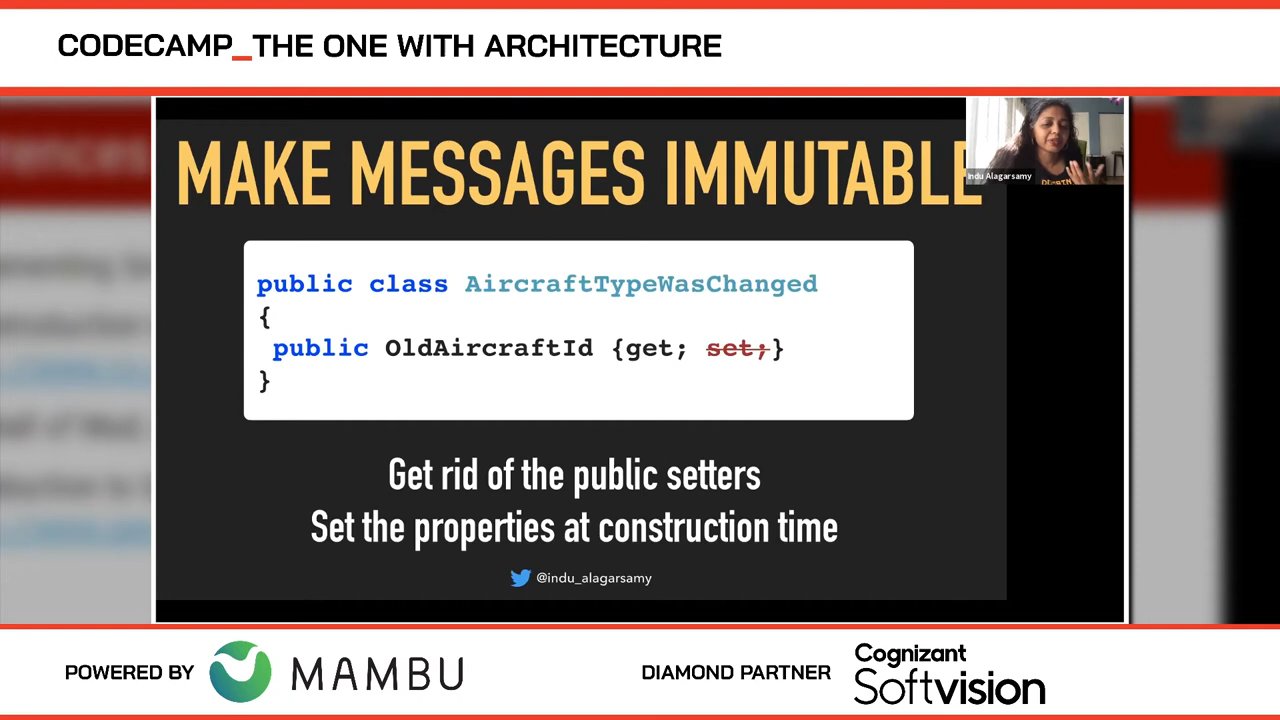 CODECAMP_THE ONE WITH ARCHITECTURE
MAKE MESSAGES IMMUTABLE
Indu Alagarsamy
public class AircraftTypeWasChanged
{
public OldAircraftId {get; set;}
}
Get rid of the public setters
Set the properties at construction time
@indu_alagarsamy
POWERED BY MAMBU
DIAMOND PARTNER
Cognizant
Softvision